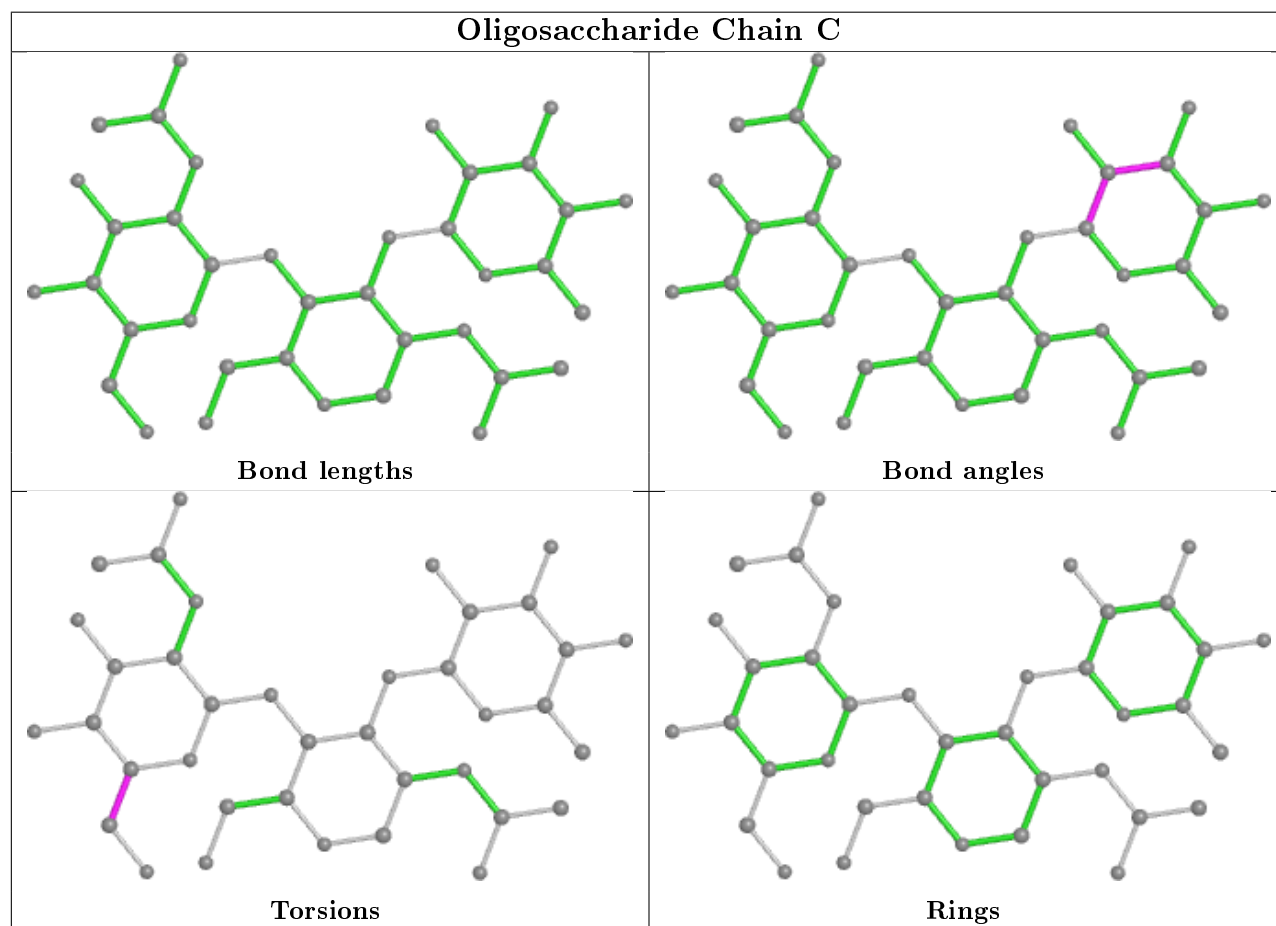 Oligosaccharide Chain C
Bond lengths
Bond angles
Torsions
Rings